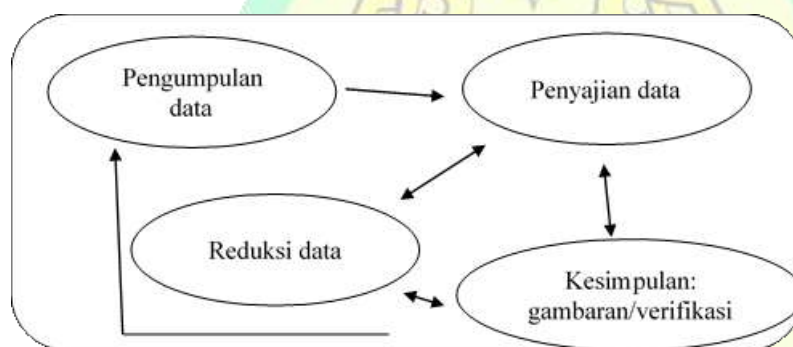 Pengumpulan
data
Penyajian data
Reduksi data
Kesimpulan:
gambaran/verifikasi